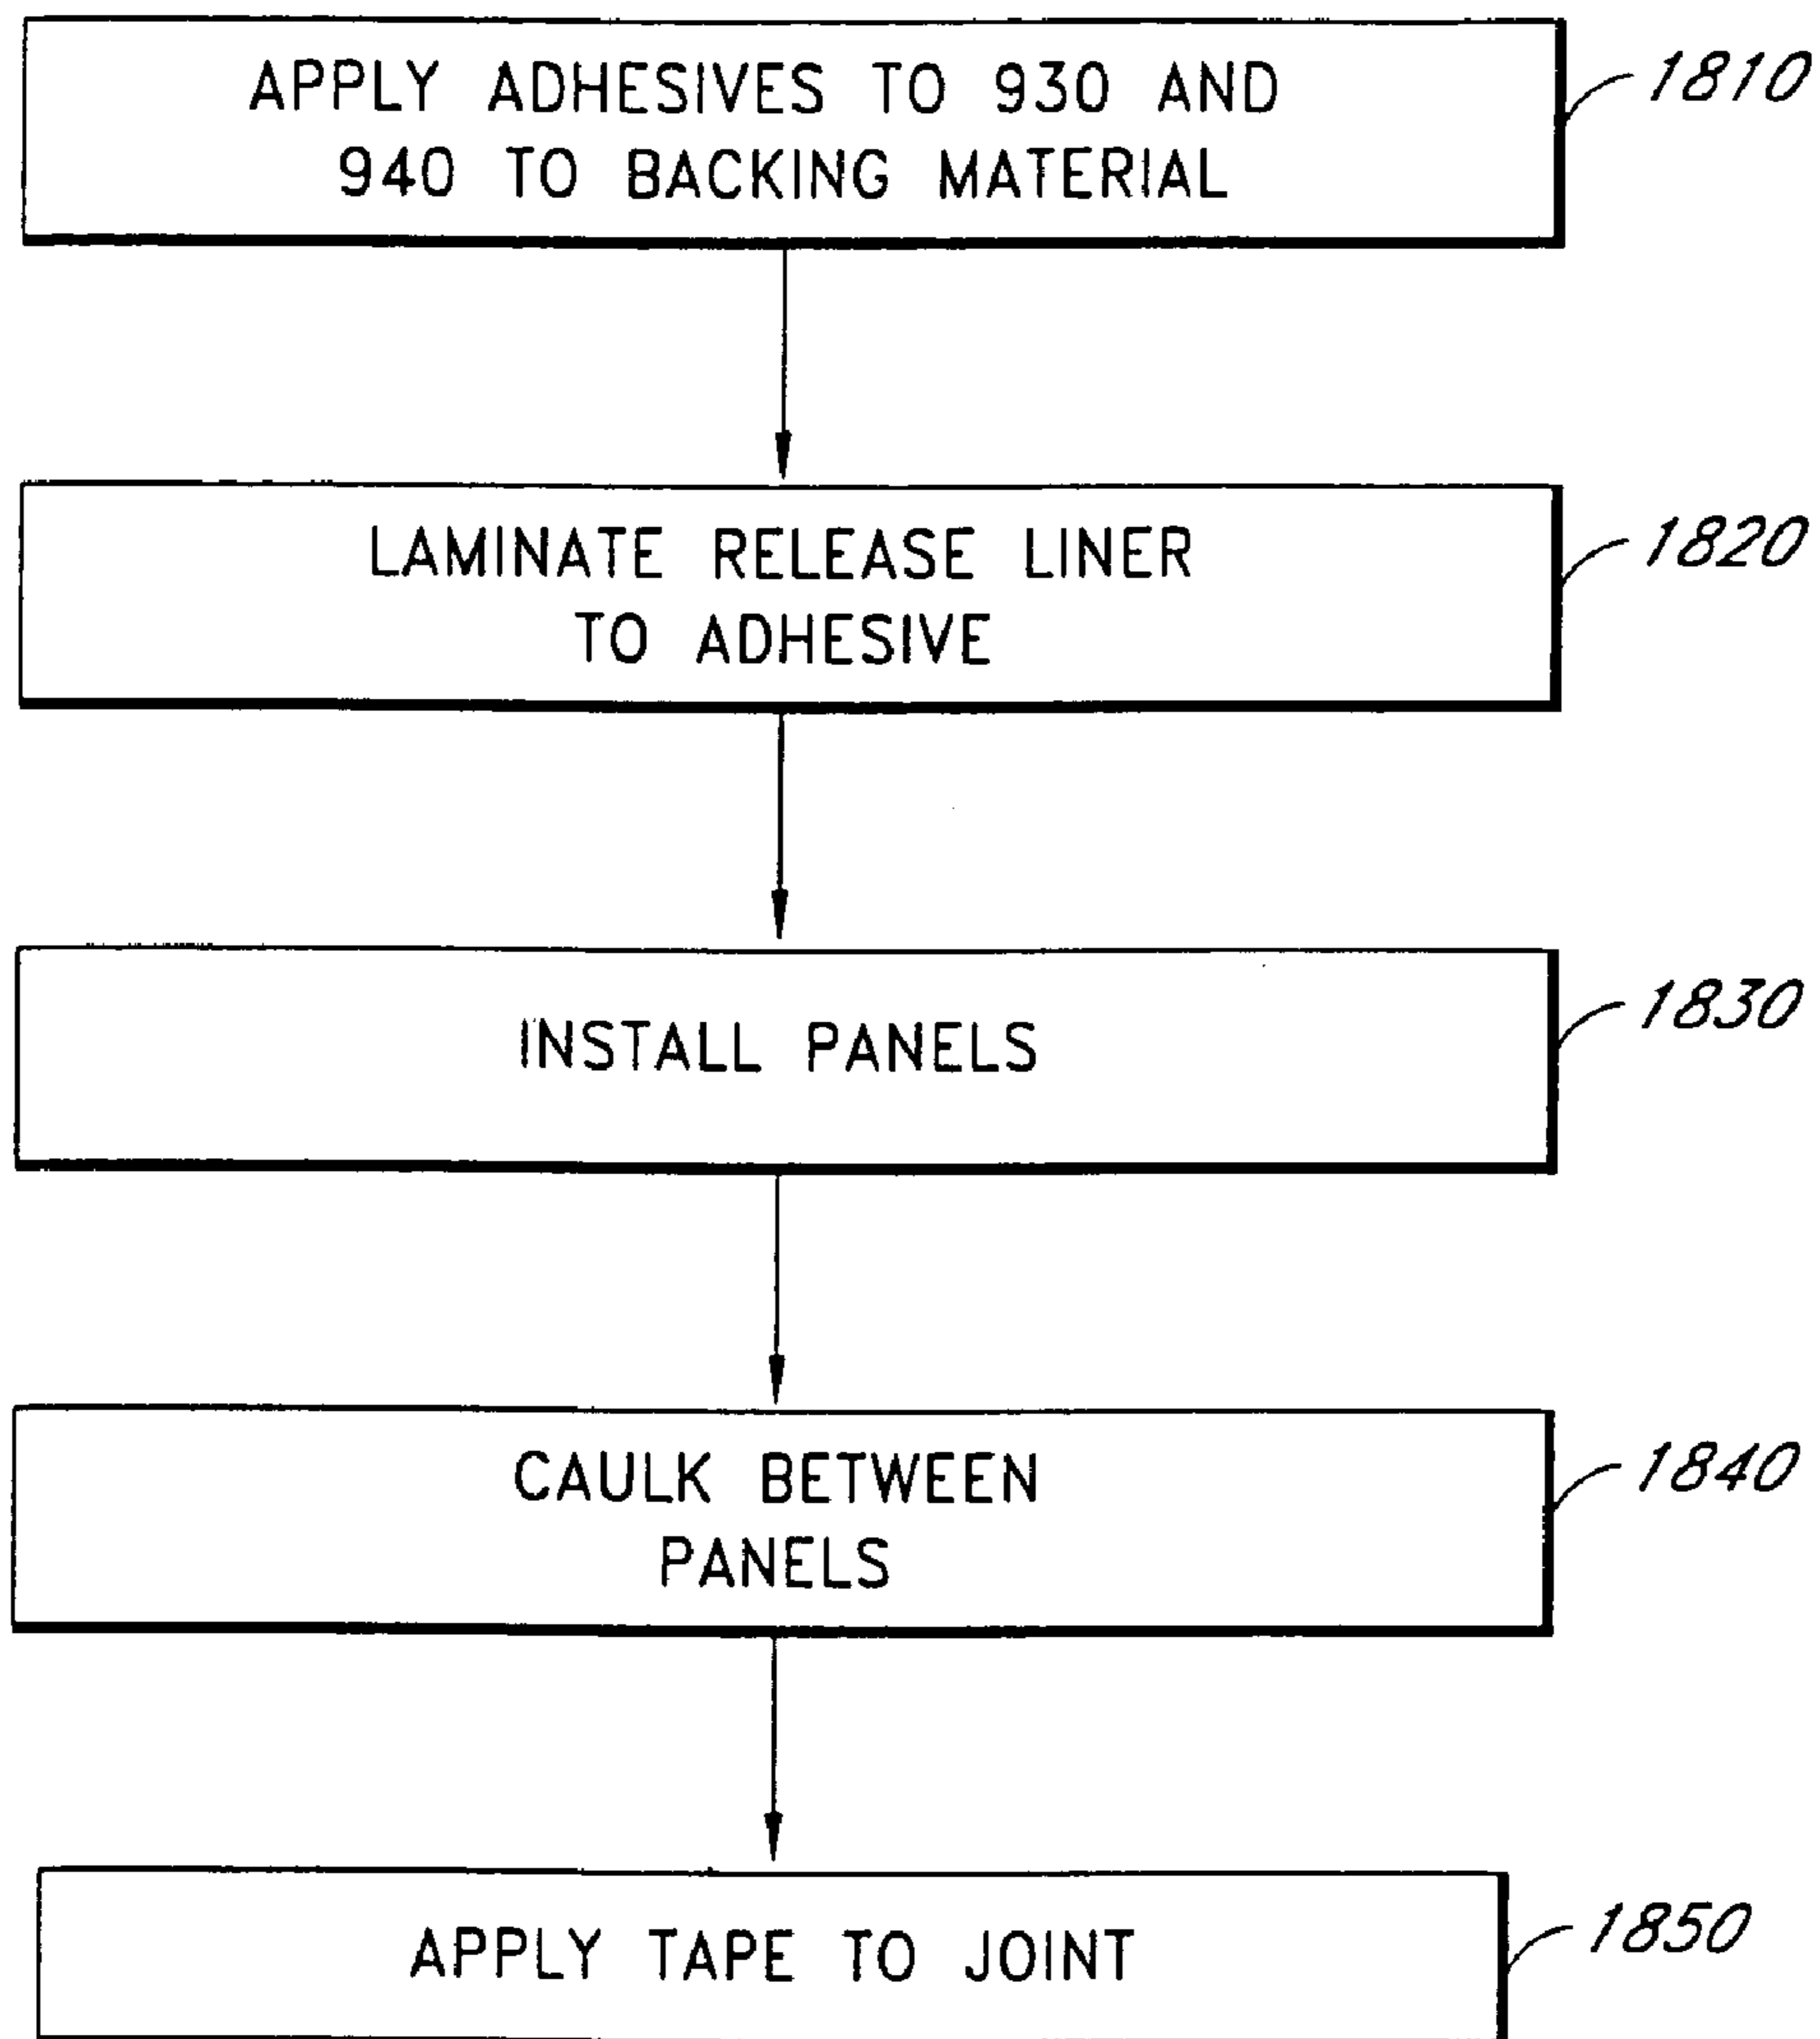 APPLY ADHESIVES TO 930 AND
940 TO BACKING MATERIAL
1810
LAMINATE RELEASE LINER
TO ADHESIVE
1820
INSTALL PANELS
1830
CAULK BETWEEN
PANELS
1840
APPLY TAPE TO JOINT
1850